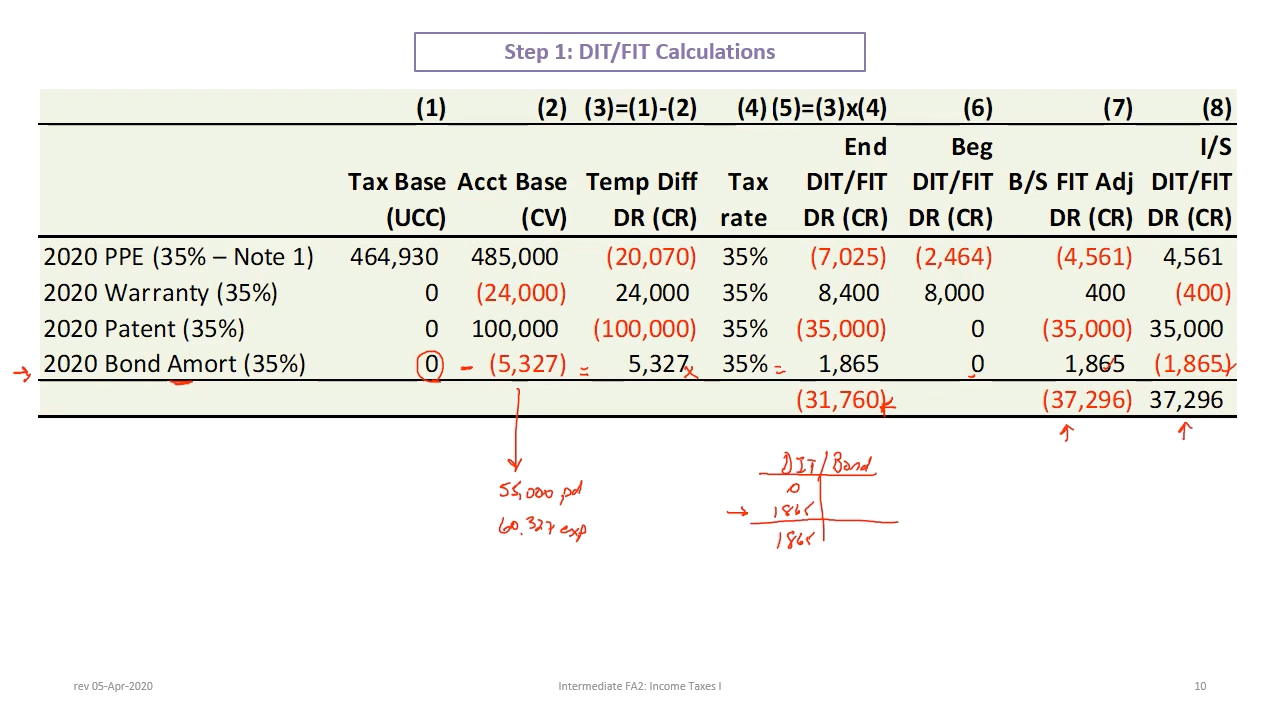 Step 1: DIT/FIT Calculations
(1) (2) (3)=(1)-(2) (4) (5)=(3)x(4) (6) (7) (8)
End Beg I/S
Tax Base Acct Base Temp Diff Tax DIT/FIT DIT/FIT B/S FIT Adj DIT/FIT
(UCC) (CV) DR (CR) rate DR (CR) DR (CR) DR (CR) DR (CR)
2020 PPE (35% – Note 1) 464,930 485,000 (20,070) 35% (7,025) (2,464) (4,561) 4,561
2020 Warranty (35%) 0 (24,000) 24,000 35% 8,400 8,000 400 (400)
2020 Patent (35%) 0 100,000 (100,000) 35% (35,000) 0 (35,000) 35,000
→ 2020 Bond Amort (35%) 0 - (5,327) = 5,327 x 35% = 1,865 0 1,865 (1,865)
(31,760) (37,296) 37,296
DIT/Bond
55,000 pd
0
→ 1865
60,327 exp
1865
rev 05-Apr-2020
Intermediate FA2: Income Taxes I
10